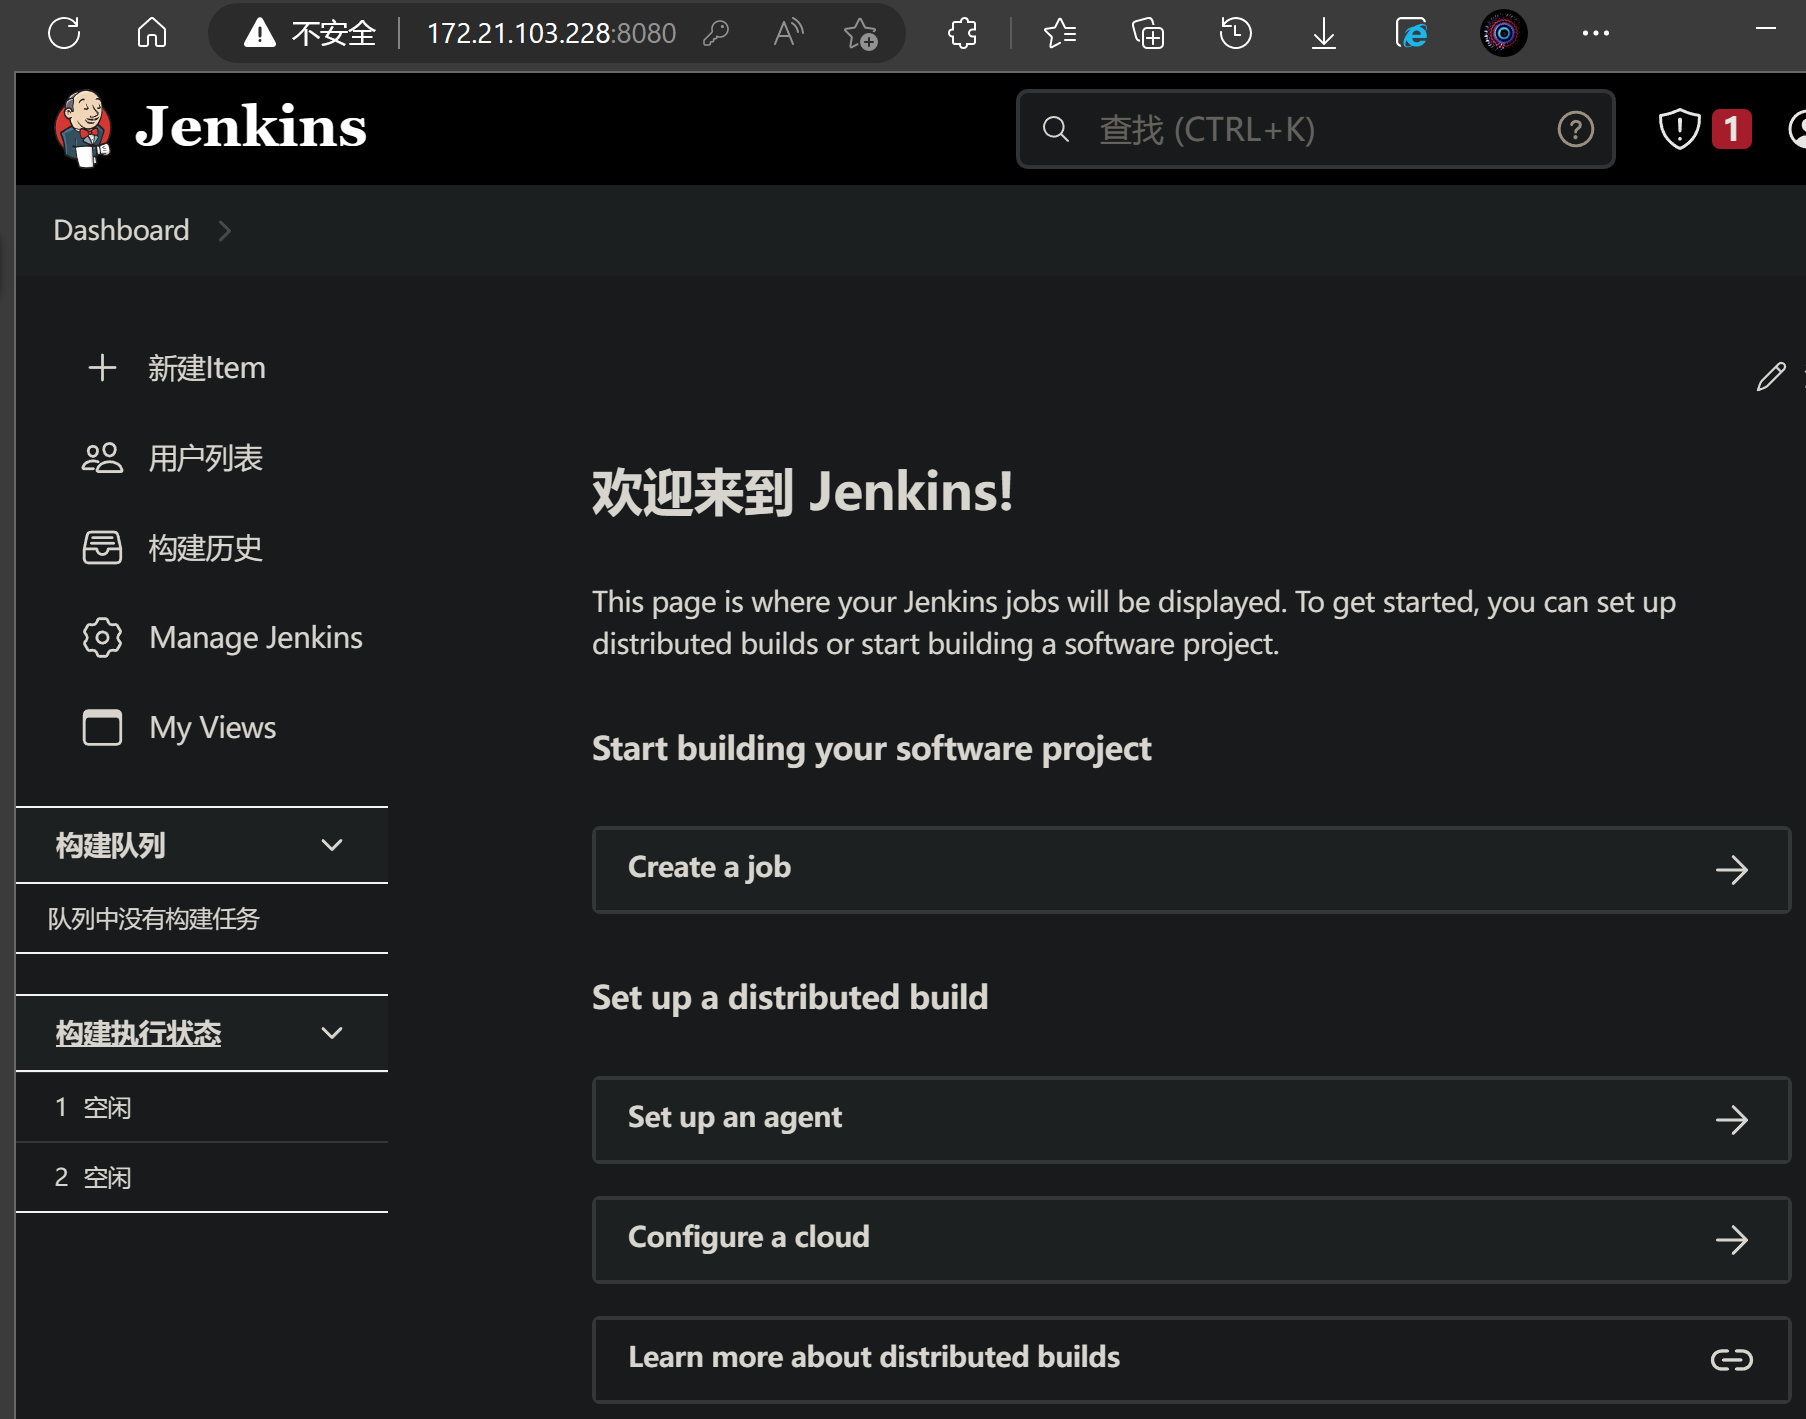 不安全 172.21.103.228:8080
Jenkins
查找 (CTRL+K)
1
Dashboard
新建Item
用户列表
构建历史
Manage Jenkins
My Views
构建队列
队列中没有构建任务
构建执行状态
1 空闲
2 空闲
欢迎来到 Jenkins!
This page is where your Jenkins jobs will be displayed. To get started, you can set up
distributed builds or start building a software project.
Start building your software project
Create a job
Set up a distributed build
Set up an agent
Configure a cloud
Learn more about distributed builds